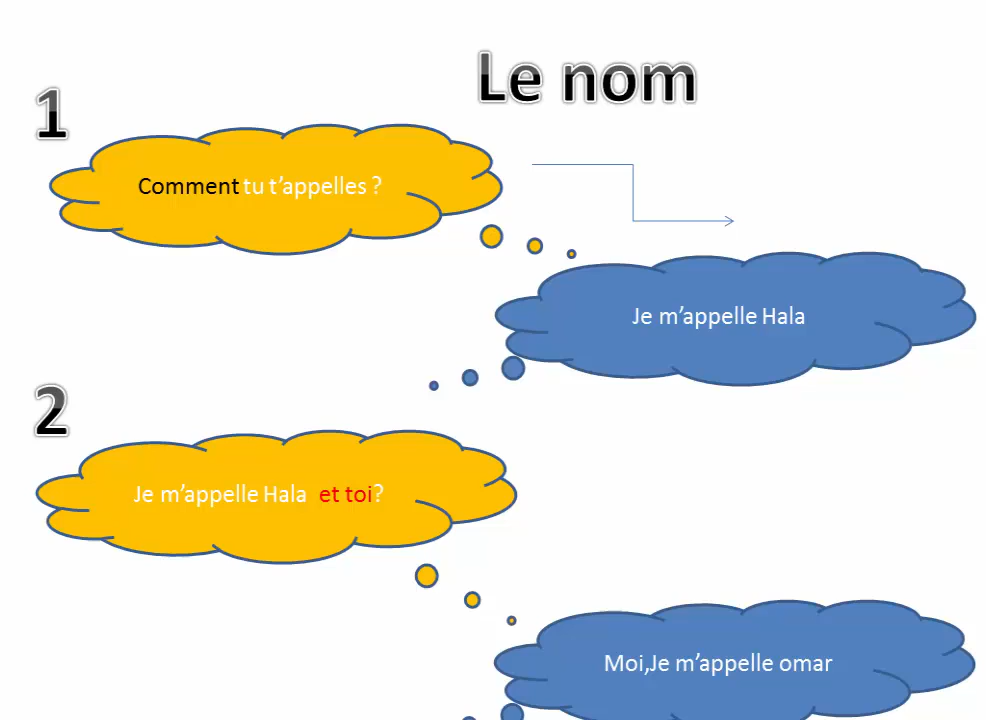 Le nom
1
Comment tu t'appelles ?
Je m'appelle Hala
2
Je m'appelle Hala et toi?
Moi,Je m'appelle omar